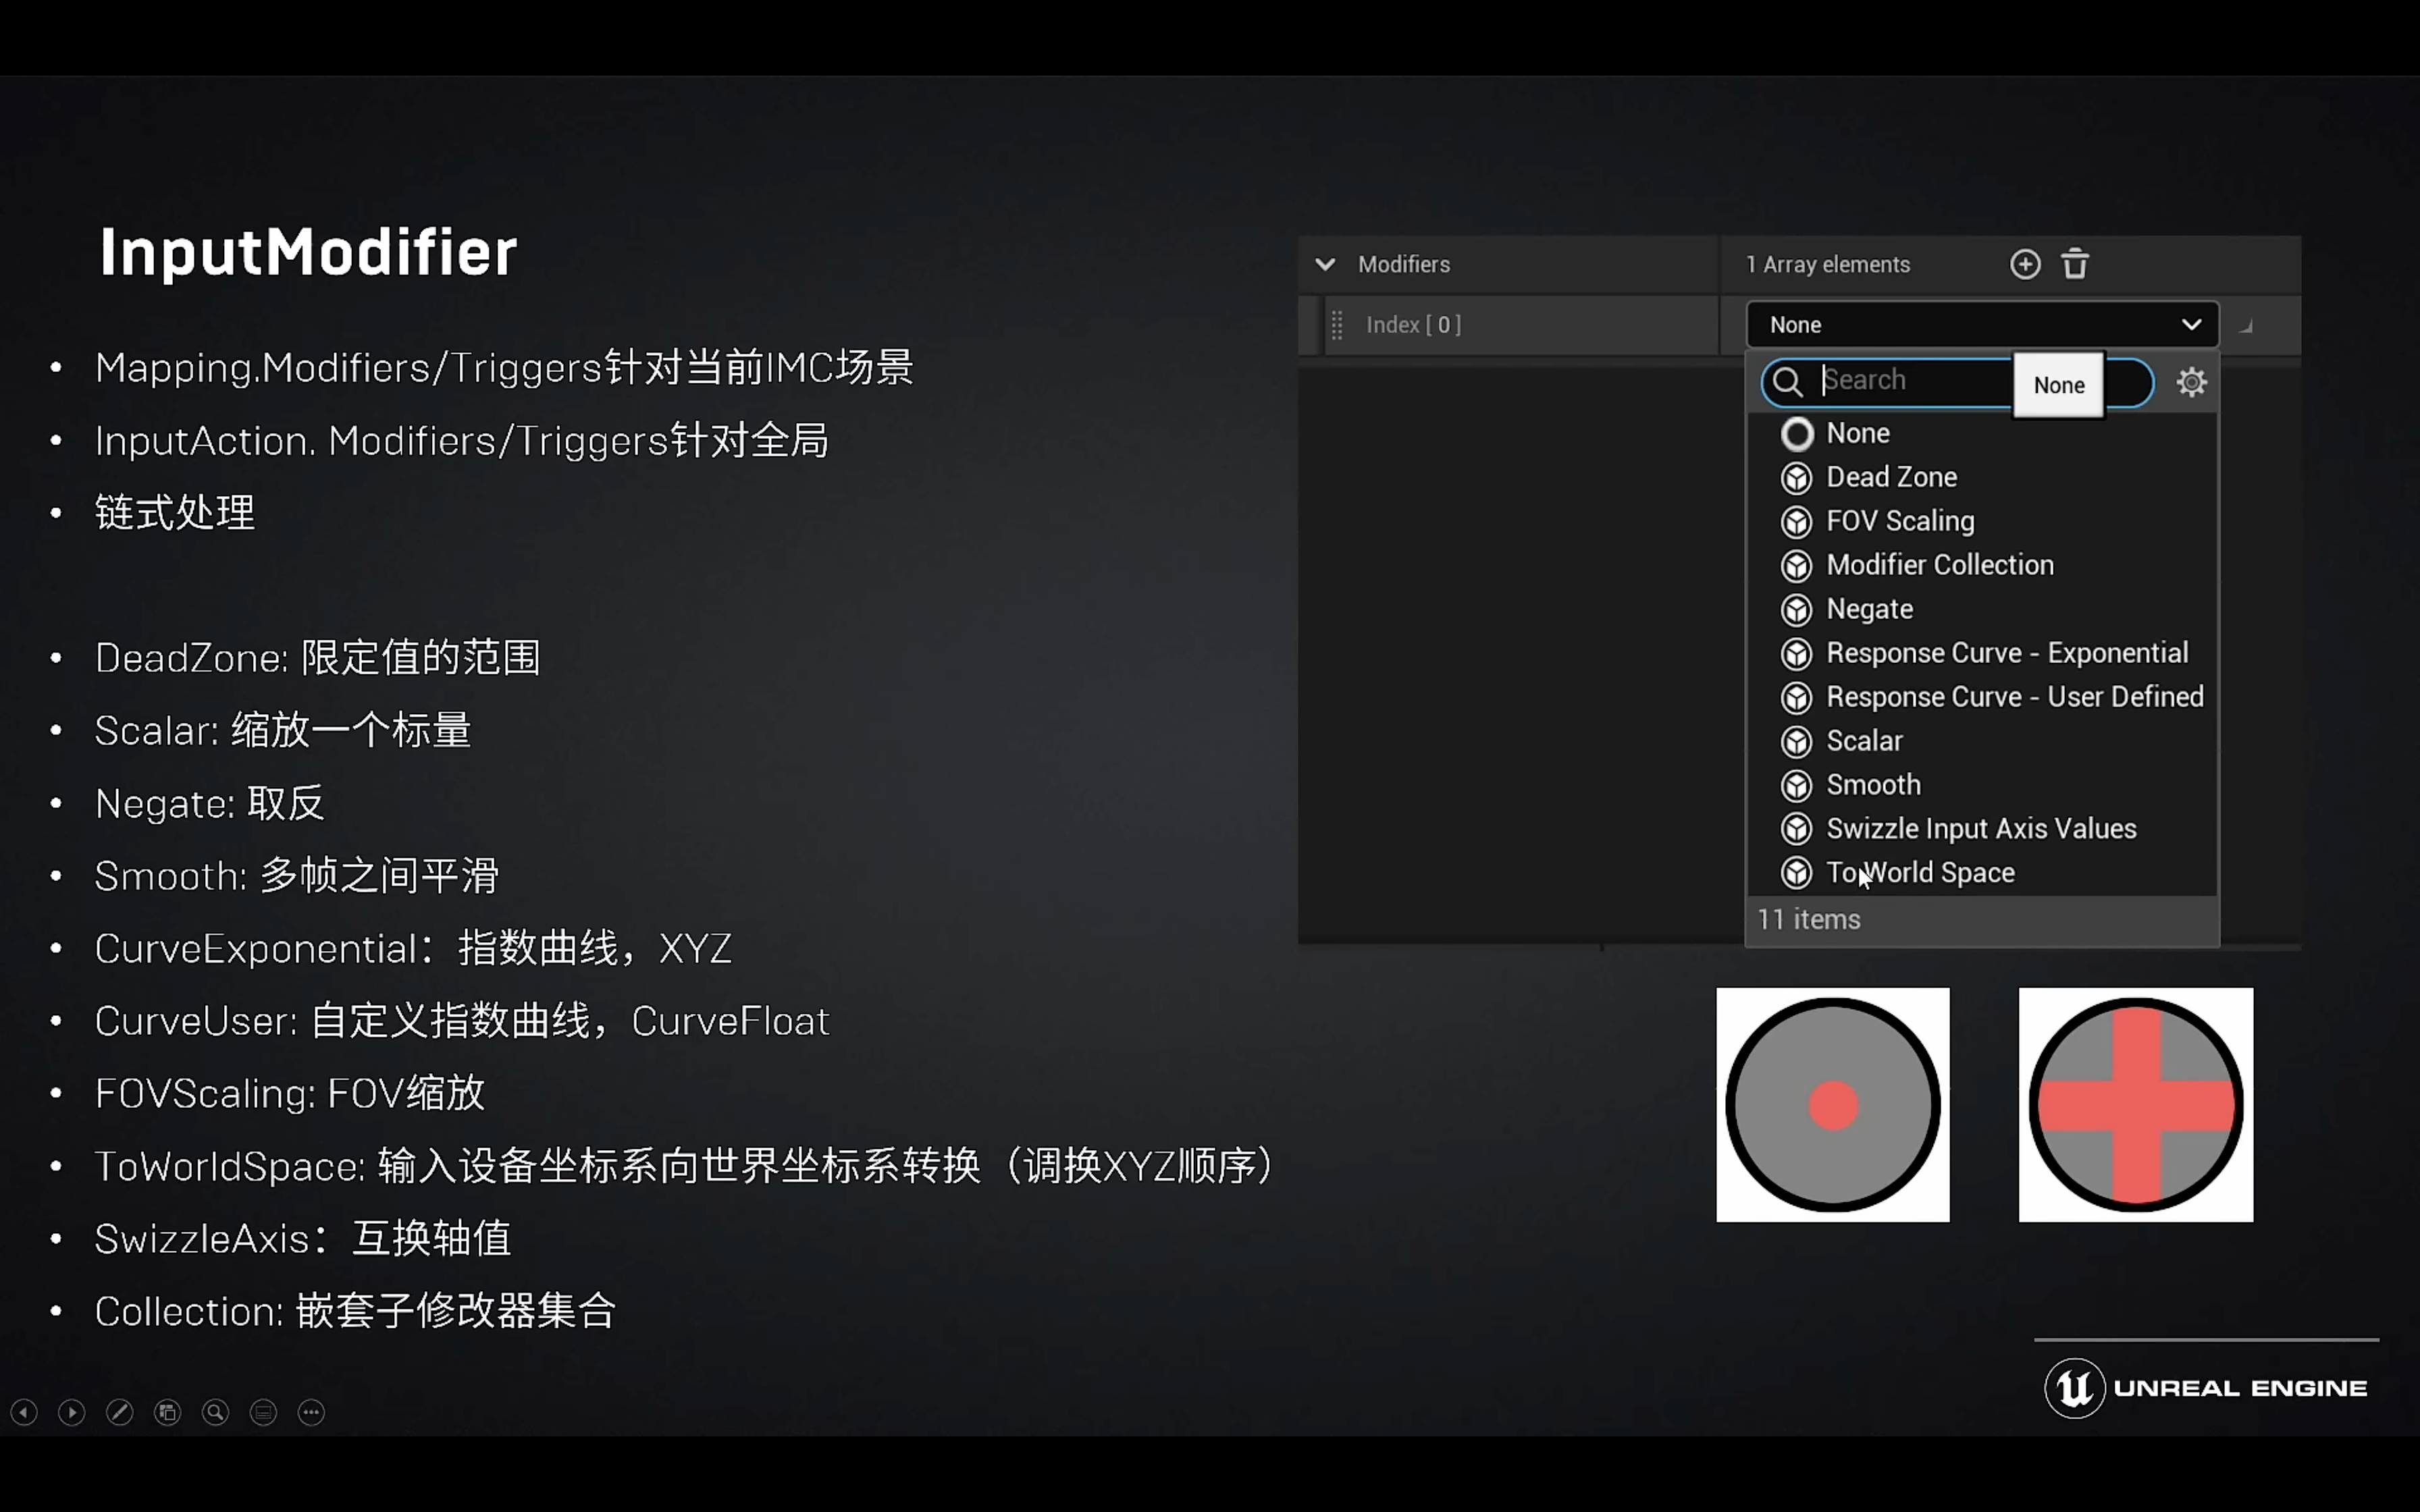 InputModifier
Mapping.Modifiers/Triggers针对当前IMC场景
InputAction. Modifiers/Triggers针对全局
链式处理
DeadZone: 限定值的范围
Scalar: 缩放一个标量
Negate: 取反
Smooth: 多帧之间平滑
CurveExponential：指数曲线，XYZ
CurveUser: 自定义指数曲线，CurveFloat
FOVScaling: FOV缩放
ToWorldSpace: 输入设备坐标系向世界坐标系转换（调换XYZ顺序）
SwizzleAxis：互换轴值
Collection: 嵌套子修改器集合
Modifiers
1 Array elements
Index [ 0 ]
None
Search
None
None
Dead Zone
FOV Scaling
Modifier Collection
Negate
Response Curve - Exponential
Response Curve - User Defined
Scalar
Smooth
Swizzle Input Axis Values
To World Space
11 items
UNREAL ENGINE